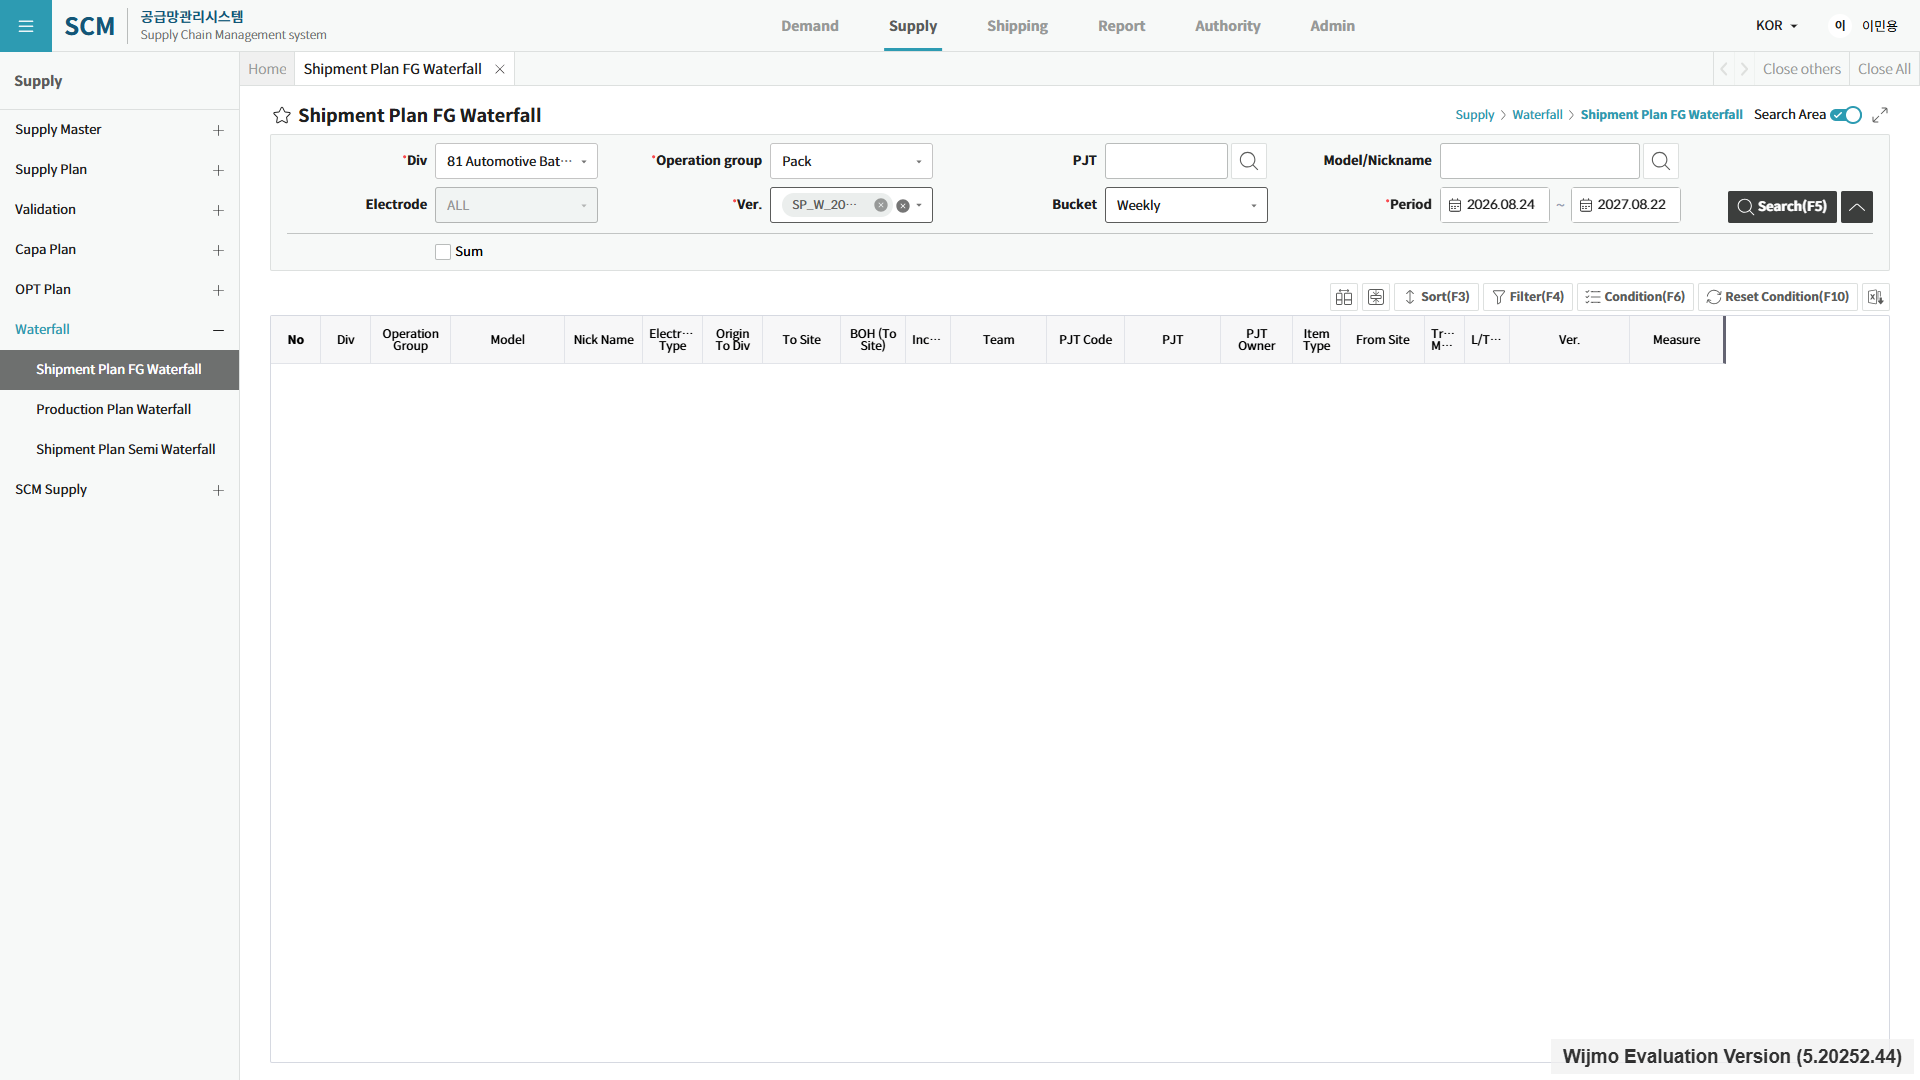 SCM
공급망관리시스템
Supply Chain Management system
Demand
Supply
Shipping
Report
Authority
Admin
KOR
이
이민용
Supply
Home
Shipment Plan FG Waterfall
Close others
Close All
Supply Master
Supply Plan
Validation
Capa Plan
OPT Plan
Waterfall
Shipment Plan FG Waterfall
Production Plan Waterfall
Shipment Plan Semi Waterfall
SCM Supply
Shipment Plan FG Waterfall
Supply > Waterfall > Shipment Plan FG Waterfall
Search Area
*Div
81 Automotive Bat···
*Operation group
Pack
PJT
Model/Nickname
Electrode
ALL
*Ver.
SP_W_20···
Bucket
Weekly
*Period
2026.08.24
~
2027.08.22
Search(F5)
Sum
Sort(F3)
Filter(F4)
Condition(F6)
Reset Condition(F10)
No
Div
Operation
Group
Model
Nick Name
Electr···
Type
Origin
To Div
To Site
BOH (To
Site)
Inc···
Team
PJT Code
PJT
PJT
Owner
Item
Type
From Site
Tr···
M···
L/T···
Ver.
Measure
Wijmo Evaluation Version (5.20252.44)